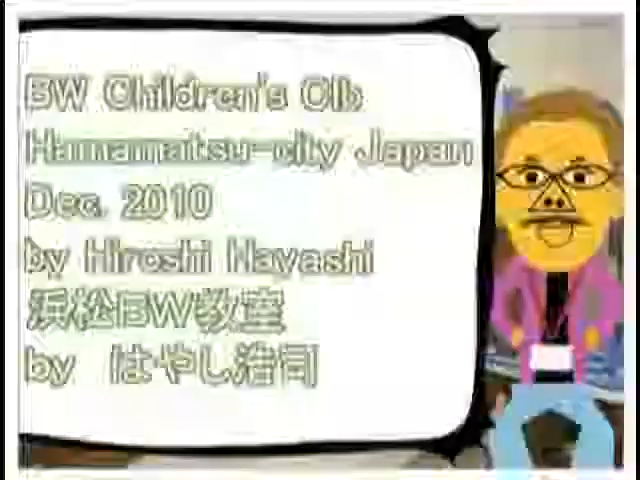 BW Children's Clb
Hamamatsu-city Japan
Dec. 2010
by Hiroshi Hayashi
浜松BW教室
by はやし浩司